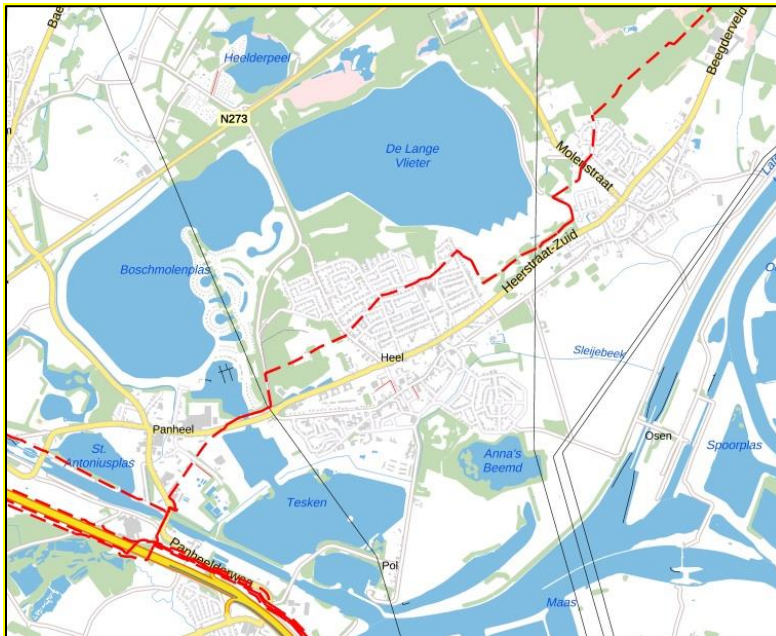 Heelderpeel
Beegderveld
N273
De Lange
Vlieter
Molenstraat
Boschmolenplas
Heerstraat-Zuid
Heel
Sleijebeek
Panheel
St.
Antoniusplas
Anna's
Beemd
Osen
Spoorplas
Tesken
Panheelderweg
Pol
Maas